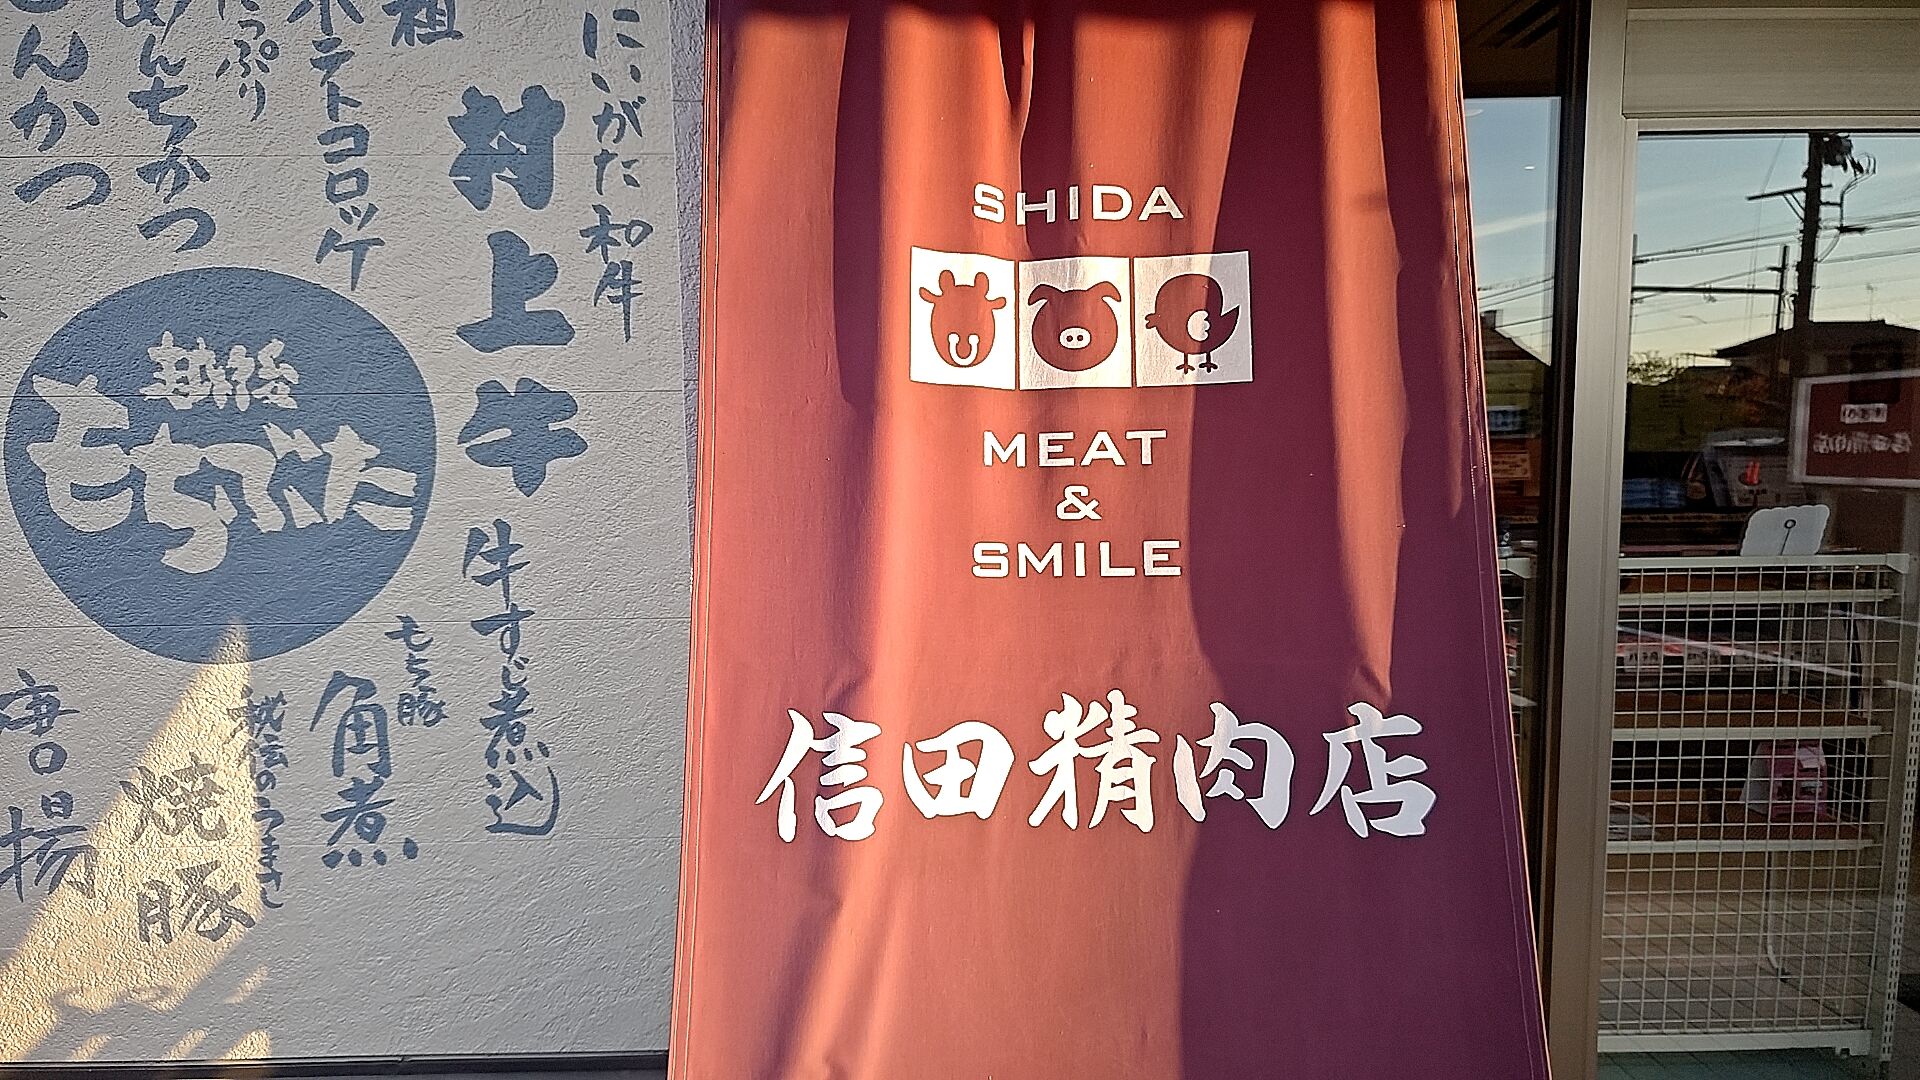 にいがた和牛
村上牛
牛すじ煮込
ポテトコロッケ
たっぷり
めんちかつ
とんかつ
越後
もちぶた
もち豚
角煮
秘伝のうまみ
焼豚
唐揚
SHIDA
MEAT
&
SMILE
信田精肉店